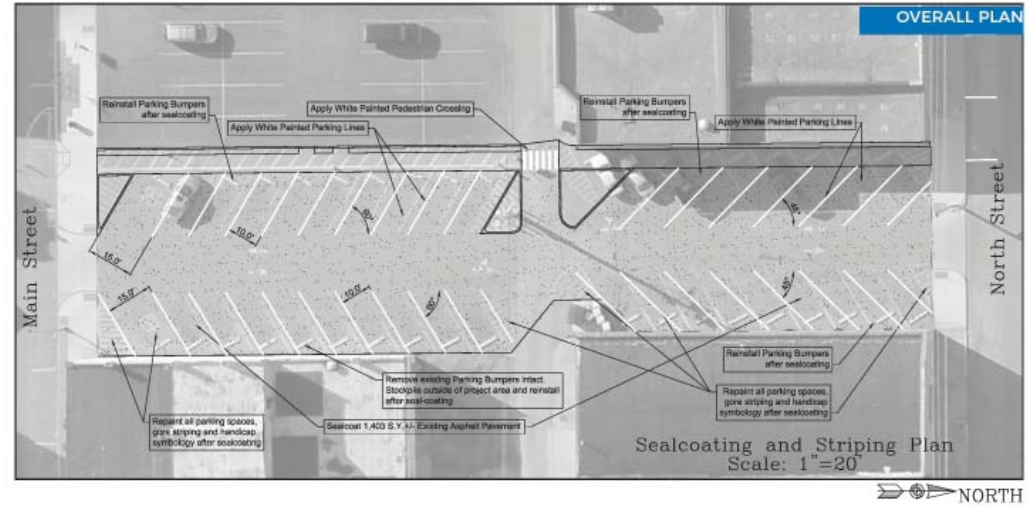 OVERALL PLAN
Reinstall Parking Bumpers
after sealcoating
Apply White Painted Pedestrian Crossing
Apply White Painted Parking Lines
Reinstall Parking Bumpers
after sealcoating
Apply White Painted Parking Lines
Main Street
North Street
60°
45°
10.0'
15.0'
15.0'
10.0'
60°
45°
Remove existing Parking Bumpers intact.
Stockpile outside of project area and reinstall
after seal-coating
Reinstall Parking Bumpers
after sealcoating
Repaint all parking spaces,
gore striping and handicap
symbology after sealcoating
Repaint all parking spaces,
gore striping and handicap
symbology after sealcoating
Sealcoat 1,403 S.Y.+/- Existing Asphalt Pavement
Sealcoating and Striping Plan
Scale: 1"=20'
NORTH